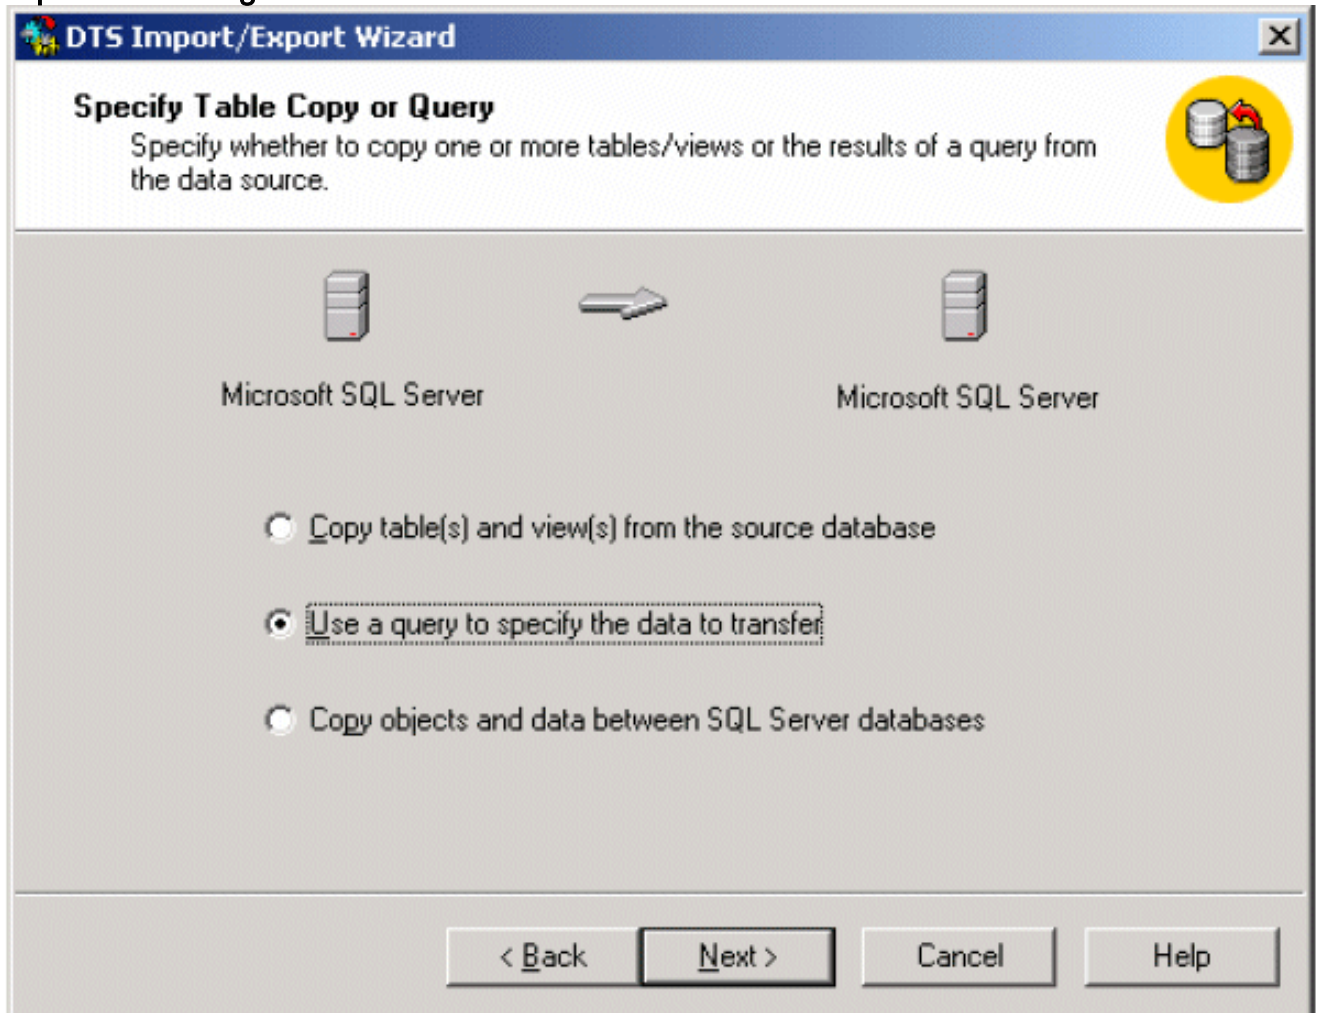 DTS Import/Export Wizard
Specify Table Copy or Query
Specify whether to copy one or more tables/views or the results of a query from
the data source.
Microsoft SQL Server
Microsoft SQL Server
Copy table(s) and view(s) from the source database
Use a query to specify the data to transfer
Copy objects and data between SQL Server databases
< Back
Next >
Cancel
Help